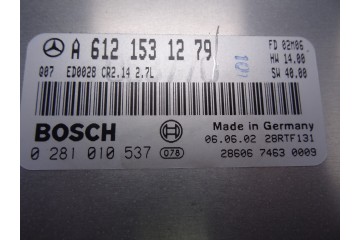 A 612 153 12 79
FD 02M06
HW 14.00
SW 40.00
Q07 ED0028 CR2.14 2.7L
BOSCH
Made in Germany
06.06.02 28RTF131
0 281 010 537 078
28606 7463 0009